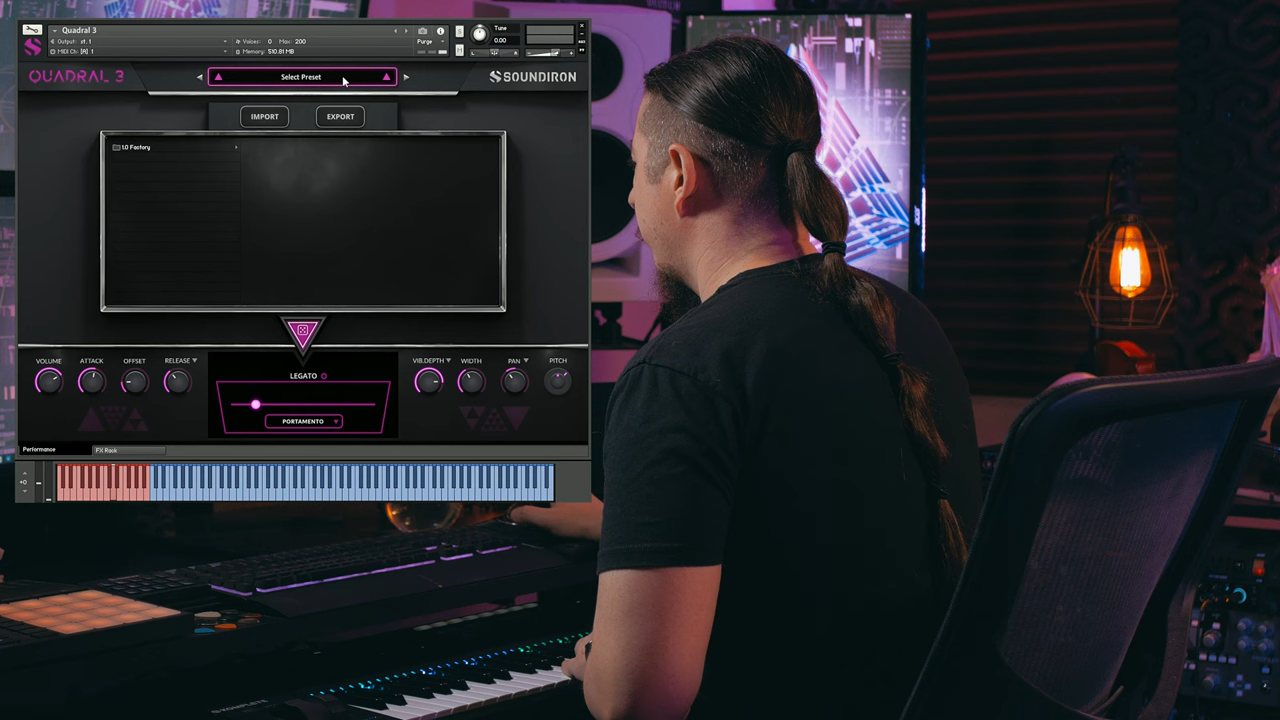 Quadral 3
Output: st. 1
Voices: 0 Max: 200
Purge
MIDI Ch: [A] 1
Memory: 510.81 MB
S
M
Tune
0.00
QUADRAL 3
Select Preset
SOUNDIRON
IMPORT
EXPORT
1.0 Factory
VOLUME
ATTACK
OFFSET
RELEASE
LEGATO
VIB.DEPTH
WIDTH
PAN
PITCH
PORTAMENTO
Performance
FX Rack
+0
acer